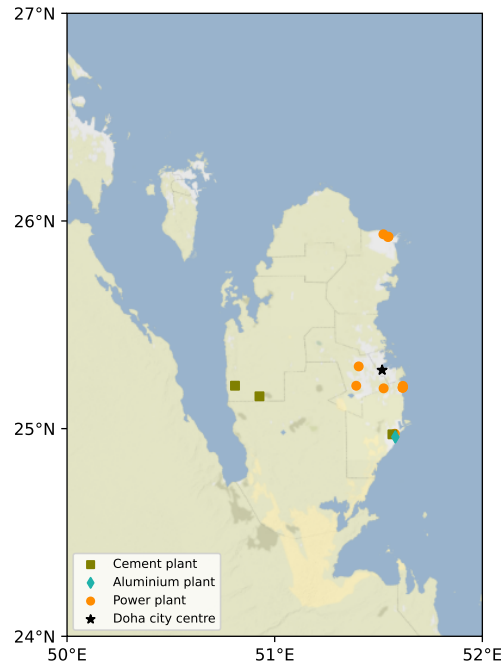 27°N
26°N
25°N
24°N
Cement plant
Aluminium plant
Power plant
Doha city centre
50°E
51°E
52°E